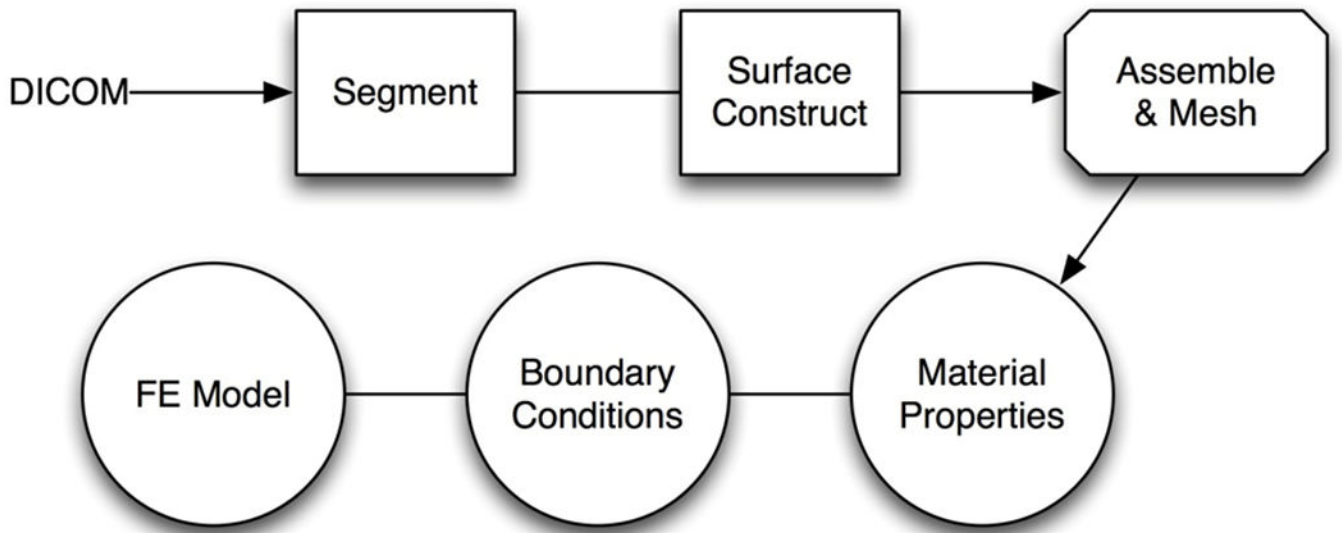 DICOM
Segment
Surface
Construct
Assemble
& Mesh
FE Model
Boundary
Conditions
Material
Properties